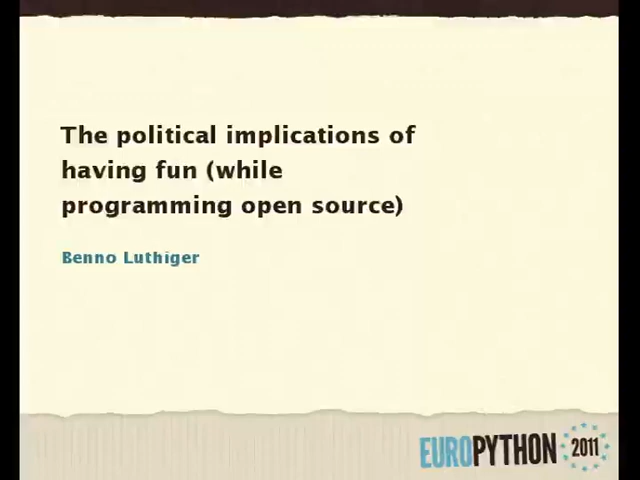 The political implications of
having fun (while
programming open source)
Benno Luthiger
EUROPYTHON 2011